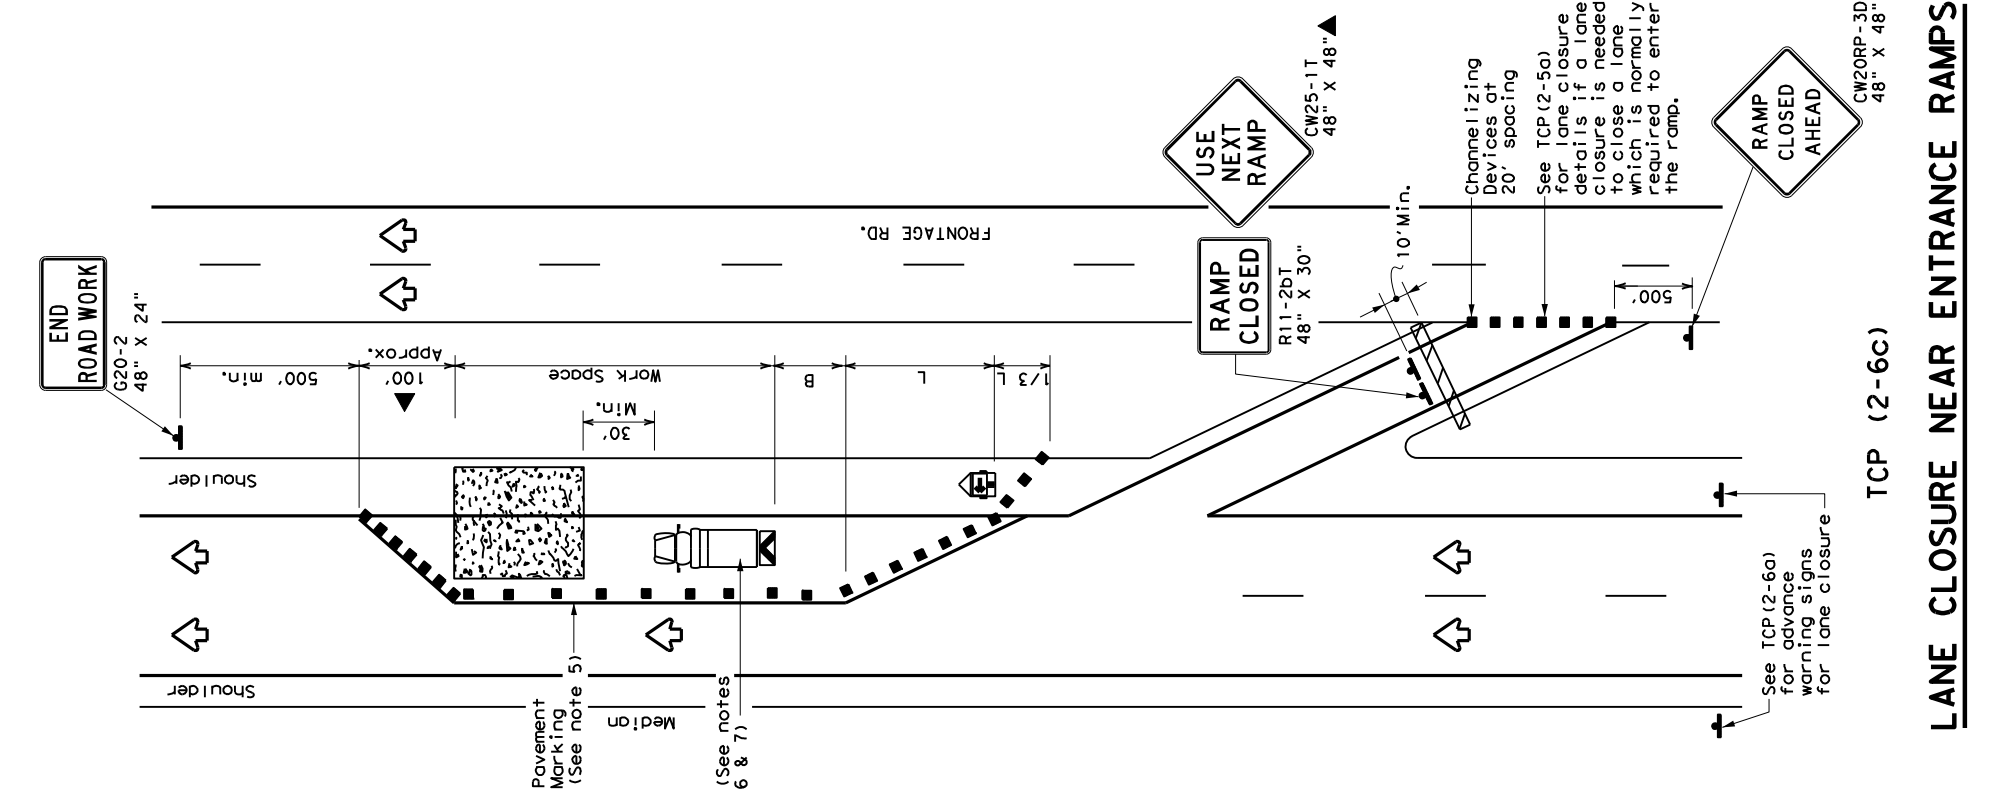 END
ROAD WORK
G20-2
48" X 24"
500' min.
100'
Approx.
Work Space
30'
Min.
B
L
1/3 L
Shoulder
Shoulder
Median
Pavement
Marking
(See note 5)
(See notes
6 & 7)
FRONTAGE RD.
USE
NEXT
RAMP
CW25-1T
48" X 48"
RAMP
CLOSED
R11-2bT
48" X 30"
10' Min.
Channelizing
Devices at
20' spacing
See TCP(2-5a)
for lane closure
details if a lane
closure is needed
to close a lane
which is normally
required to enter
the ramp.
500'
RAMP
CLOSED
AHEAD
CW20RP-3D
48" X 48"
See TCP(2-6a)
for advance
warning signs
for lane closure
TCP (2-6c)
LANE CLOSURE NEAR ENTRANCE RAMPS